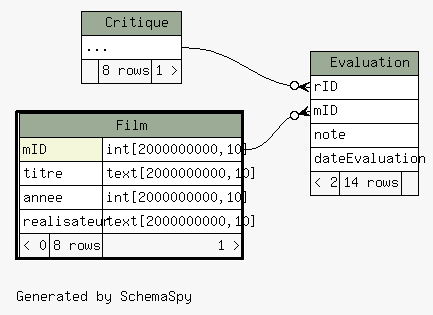 Critique
...
8 rows 1 >
Evaluation
rID
mID
note
dateEvaluation
< 2 14 rows
Film
mID int[2000000000,10]
titre text[2000000000,10]
annee int[2000000000,10]
realisateur text[2000000000,10]
< 0 8 rows 1 >
Generated by SchemaSpy